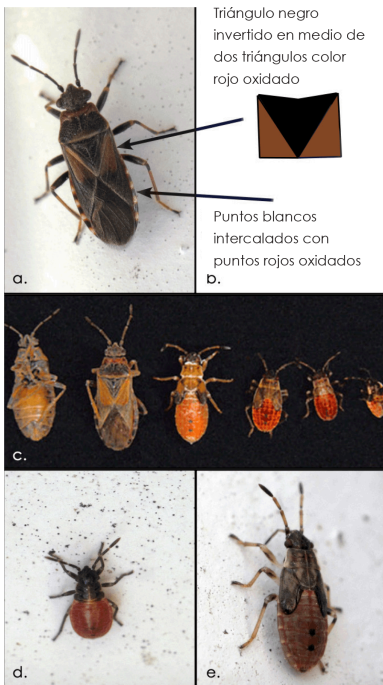 Triángulo negro
invertido en medio de
dos triángulos color
rojo oxidado
Puntos blancos
intercalados con
puntos rojos oxidados
a.
b.
c.
d.
e.